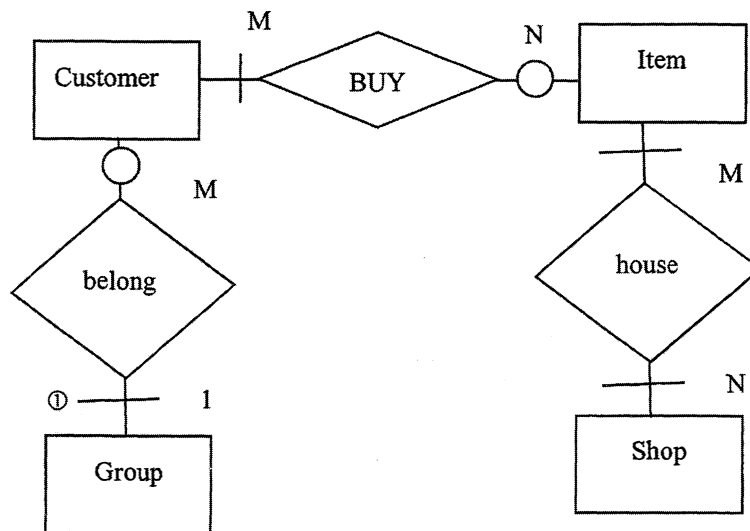 M
N
Customer
BUY
Item
M
M
belong
house
① 1
N
Group
Shop